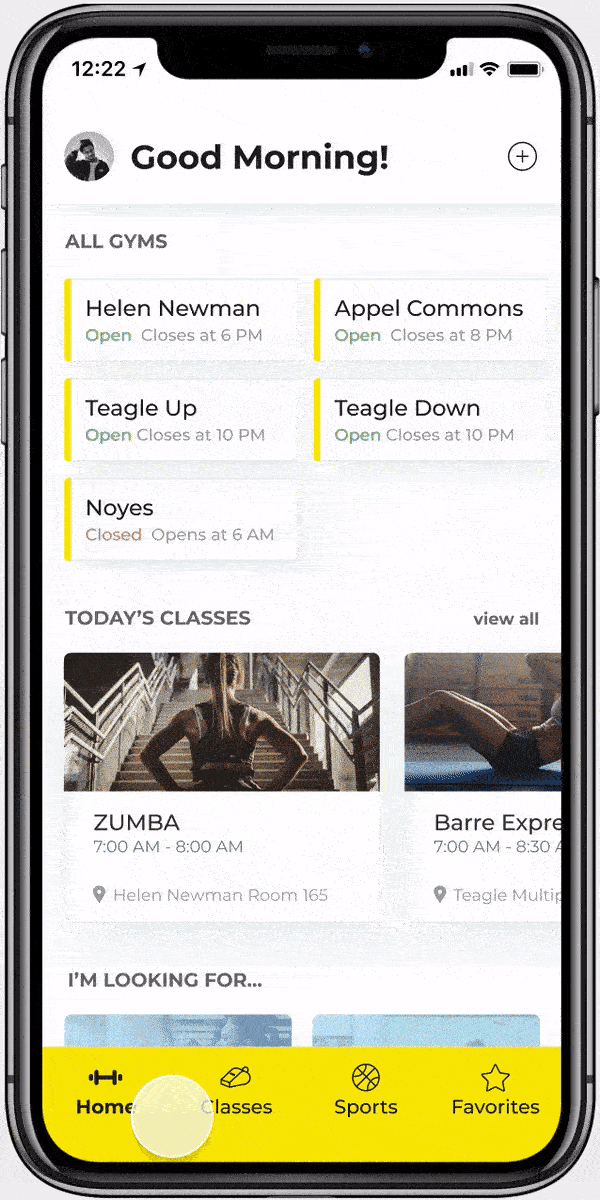 12:22
Good Morning!
ALL GYMS
Helen Newman
Open Closes at 6 PM
Appel Commons
Open Closes at 8 PM
Teagle Up
Open Closes at 10 PM
Teagle Down
Open Closes at 10 PM
Noyes
Closed Opens at 6 AM
TODAY’S CLASSES
view all
ZUMBA
7:00 AM - 8:00 AM
Helen Newman Room 165
Barre Expre
7:00 AM - 8:30 A
Teagle Multip
I’M LOOKING FOR...
Home
Classes
Sports
Favorites